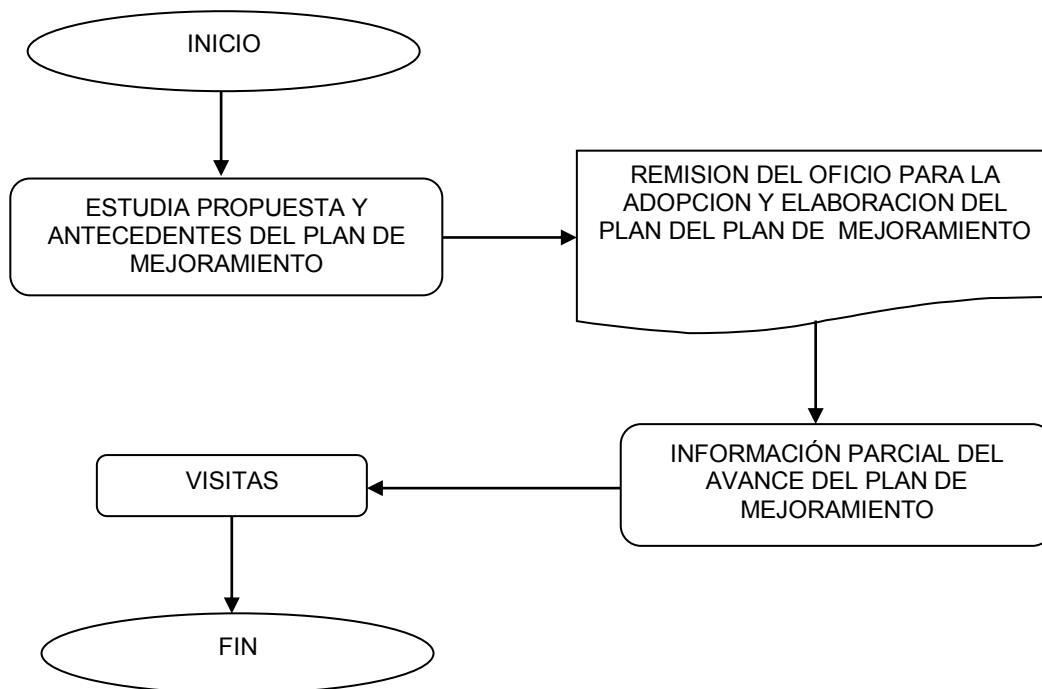 INICIO
ESTUDIA PROPUESTA Y
ANTECEDENTES DEL PLAN DE
MEJORAMIENTO
REMISION DEL OFICIO PARA LA
ADOPCION Y ELABORACION DEL
PLAN DEL PLAN DE MEJORAMIENTO
INFORMACIÓN PARCIAL DEL
AVANCE DEL PLAN DE
MEJORAMIENTO
VISITAS
FIN